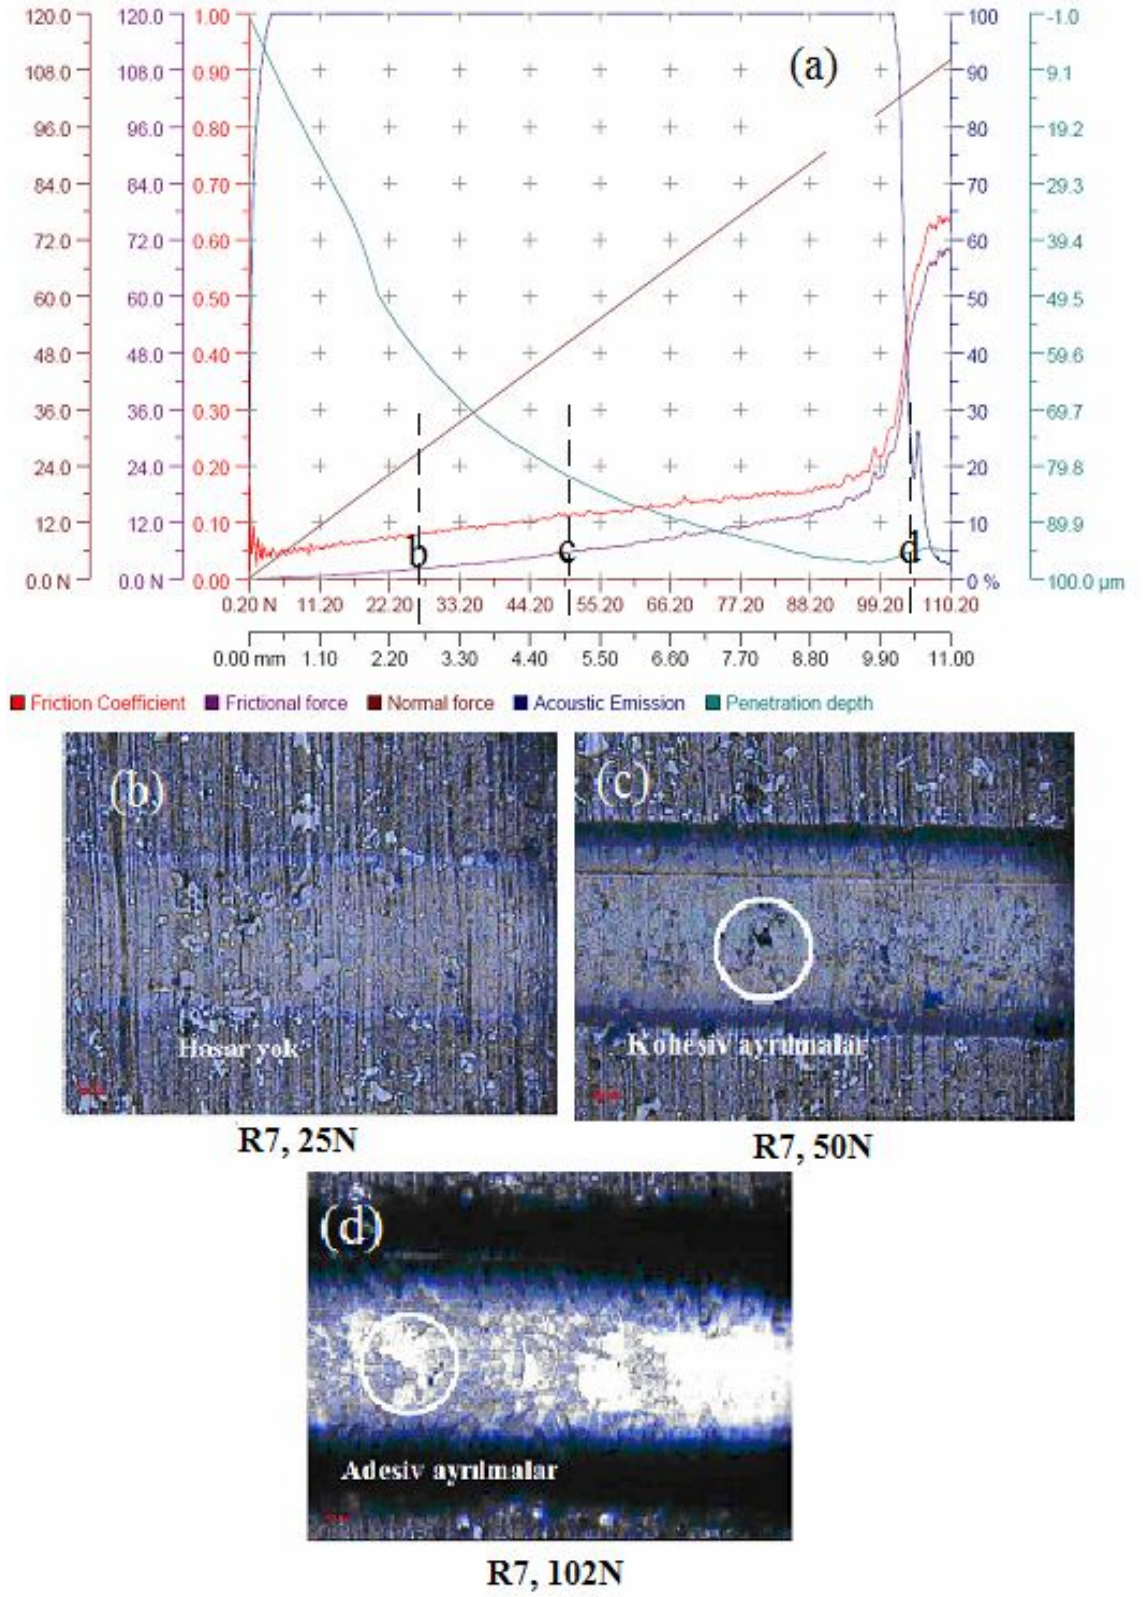 120.0 120.0 1.00 100 -1.0
(a)
108.0 108.0 0.90 90 9.1
96.0 96.0 0.80 80 19.2
84.0 84.0 0.70 70 29.3
72.0 72.0 0.60 60 39.4
60.0 60.0 0.50 50 49.5
48.0 48.0 0.40 40 59.6
36.0 36.0 0.30 30 69.7
24.0 24.0 0.20 20 79.8
12.0 12.0 0.10 10 89.9
b c d
0.0 N 0.0 N 0.00 0 % 100.0 µm
0.20 N 11.20 22.20 33.20 44.20 55.20 66.20 77.20 88.20 99.20 110.20
0.00 mm 1.10 2.20 3.30 4.40 5.50 6.60 7.70 8.80 9.90 11.00
Friction Coefficient Frictional force Normal force Acoustic Emission Penetration depth
(b)
Hasar yok
R7, 25N
(c)
Kohesiv ayrılmalar
R7, 50N
(d)
Adesiv ayrılmalar
R7, 102N